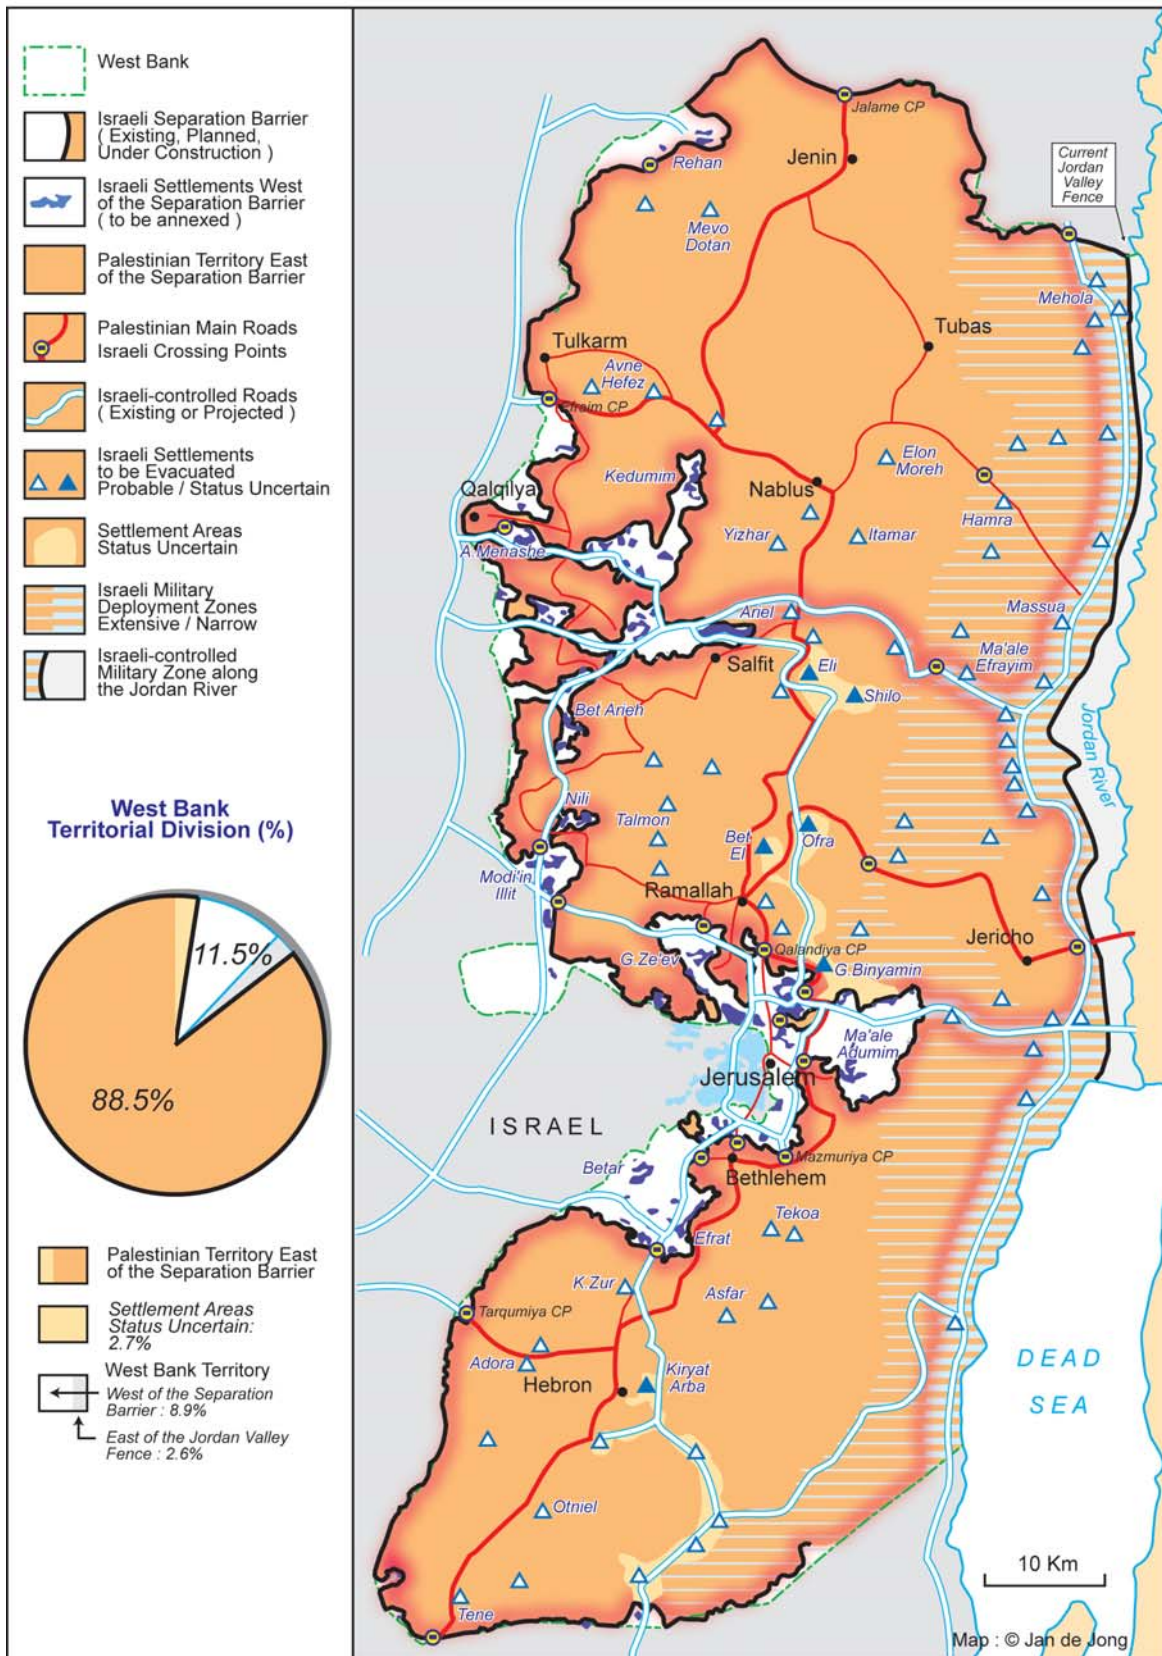 West Bank
Israeli Separation Barrier
( Existing, Planned,
Under Construction )
Israeli Settlements West
of the Separation Barrier
( to be annexed )
Palestinian Territory East
of the Separation Barrier
Palestinian Main Roads
Israeli Crossing Points
Israeli-controlled Roads
( Existing or Projected )
Israeli Settlements
to be Evacuated
Probable / Status Uncertain
Settlement Areas
Status Uncertain
Israeli Military
Deployment Zones
Extensive / Narrow
Israeli-controlled
Military Zone along
the Jordan River
West Bank
Territorial Division (%)
11.5%
88.5%
Palestinian Territory East
of the Separation Barrier
Settlement Areas
Status Uncertain:
2.7%
West Bank Territory
West of the Separation
Barrier : 8.9%
East of the Jordan Valley
Fence : 2.6%
Jalame CP
Jenin
Rehan
Current
Jordan
Valley
Fence
Mevo
Dotan
Mehola
Tubas
Tulkarm
Avne
Hefez
Efraim CP
Elon
Moreh
Kedumim
Nablus
Qalqilya
Hamra
A.Menashe
Yizhar
Itamar
Massua
Ariel
Ma'ale
Efrayim
Salfit
Eli
Shilo
Bet Arieh
Jordan River
Nili
Talmon
Bet
El
Ofra
Modi'in
Illit
Ramallah
Jericho
Qalandiya CP
G.Ze'ev
G.Binyamin
Ma'ale
Adumim
Jerusalem
ISRAEL
Mazmuriya CP
Betar
Bethlehem
Tekoa
Efrat
K.Zur
Asfar
Tarqumiya CP
DEAD
SEA
Adora
Kiryat
Arba
Hebron
Otniel
10 Km
Tene
Map : © Jan de Jong